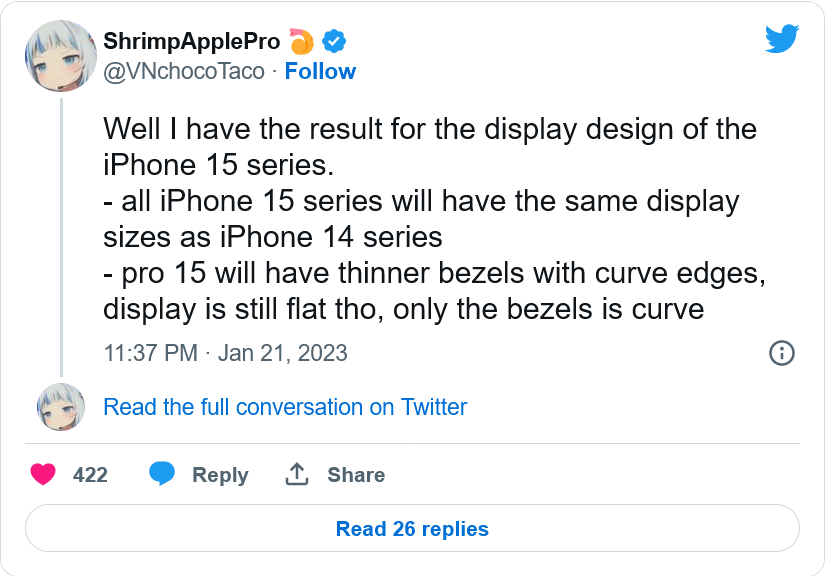 ShrimpApplePro 🍤
@VNchocoTaco · Follow
Well I have the result for the display design of the
iPhone 15 series.
- all iPhone 15 series will have the same display
sizes as iPhone 14 series
- pro 15 will have thinner bezels with curve edges,
display is still flat tho, only the bezels is curve
11:37 PM · Jan 21, 2023
Read the full conversation on Twitter
422 Reply Share
Read 26 replies